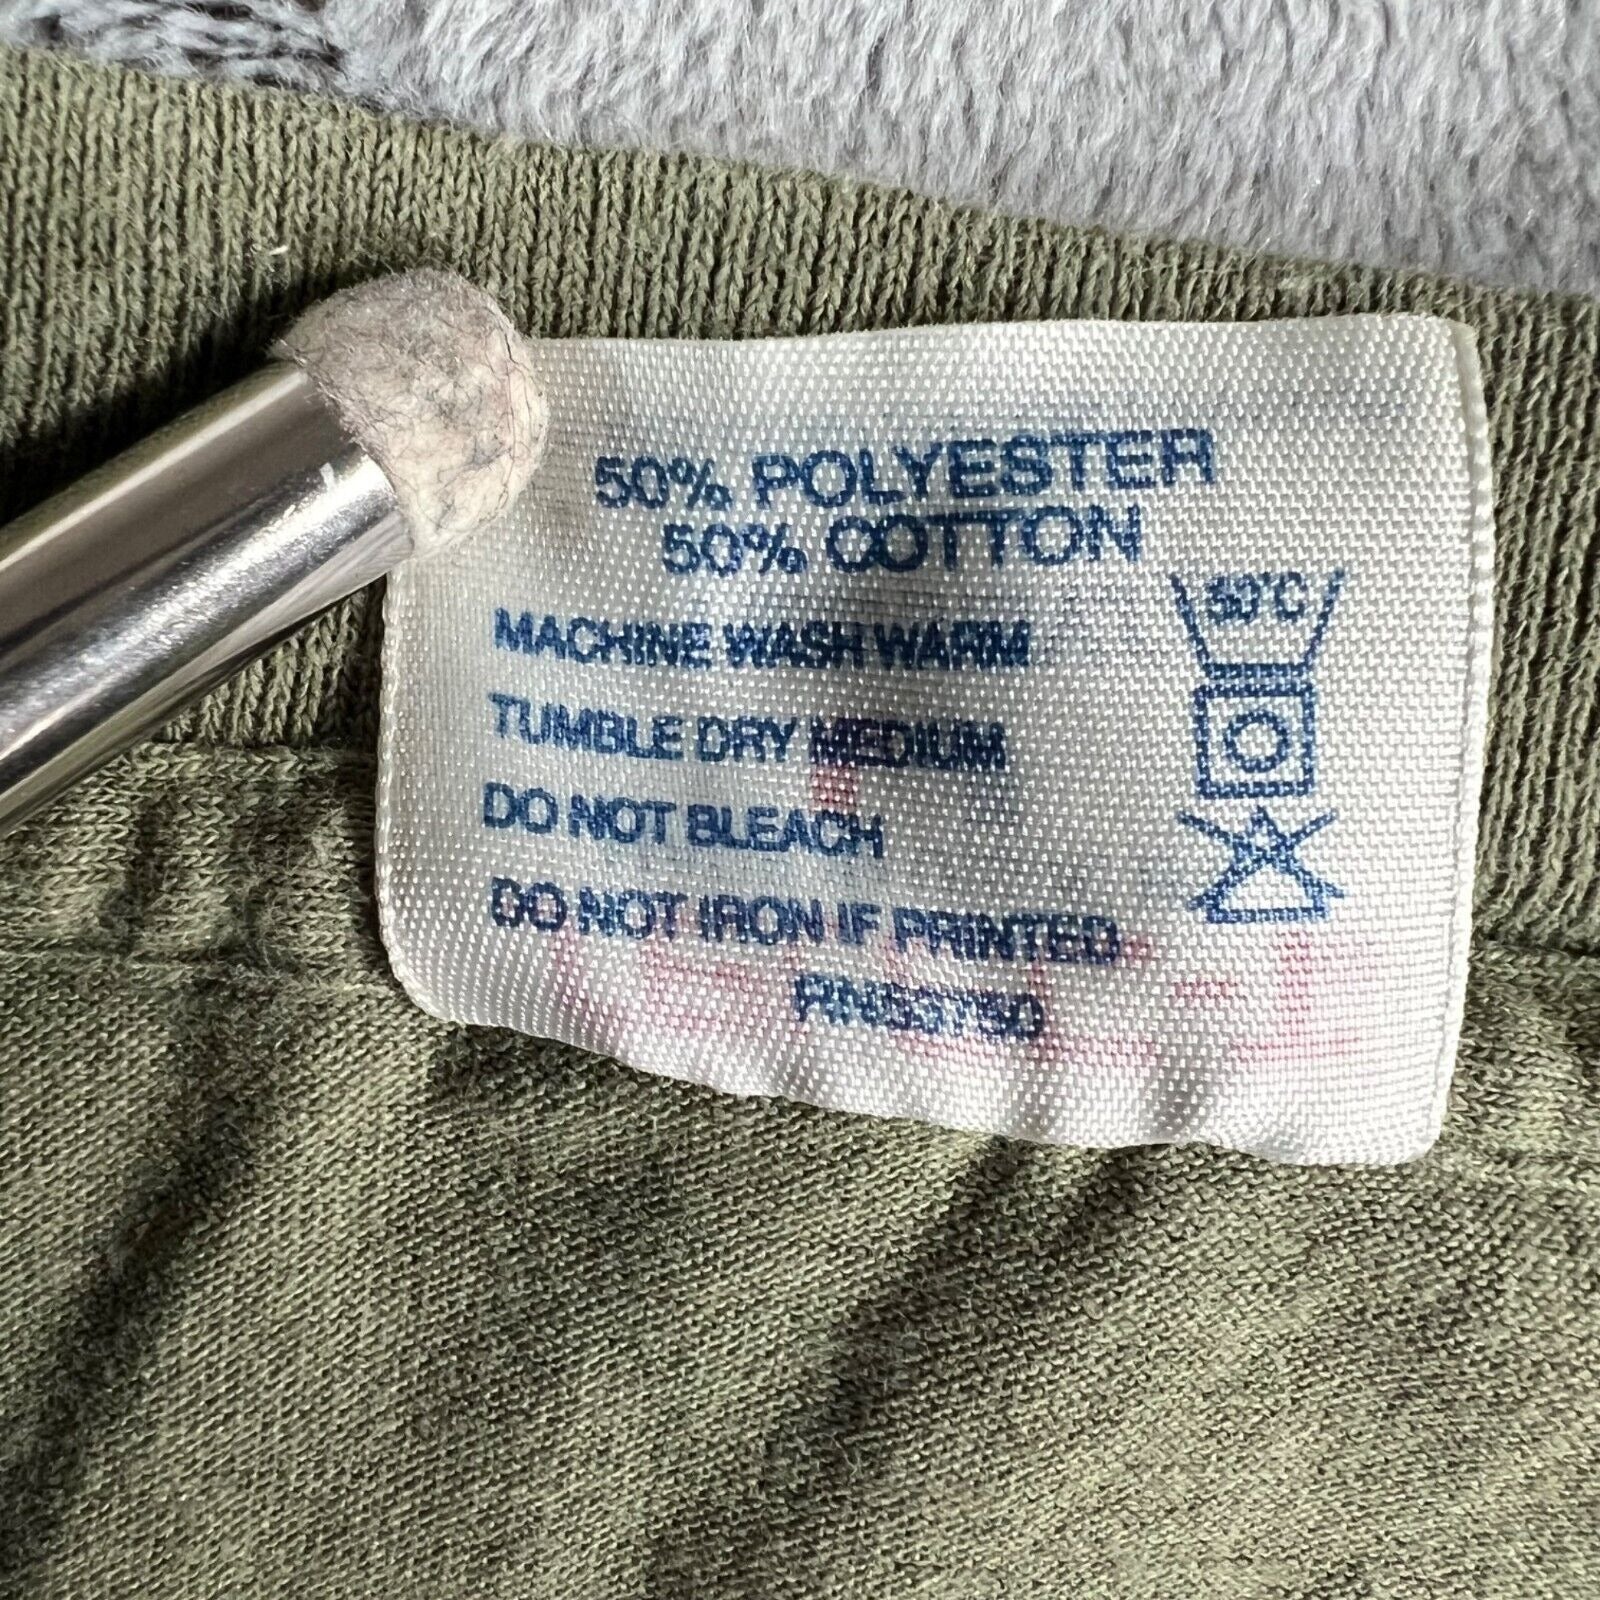 50% POLYESTER
50% COTTON
50°C
MACHINE WASH WARM
TUMBLE DRY MEDIUM
DO NOT BLEACH
DO NOT IRON IF PRINTED